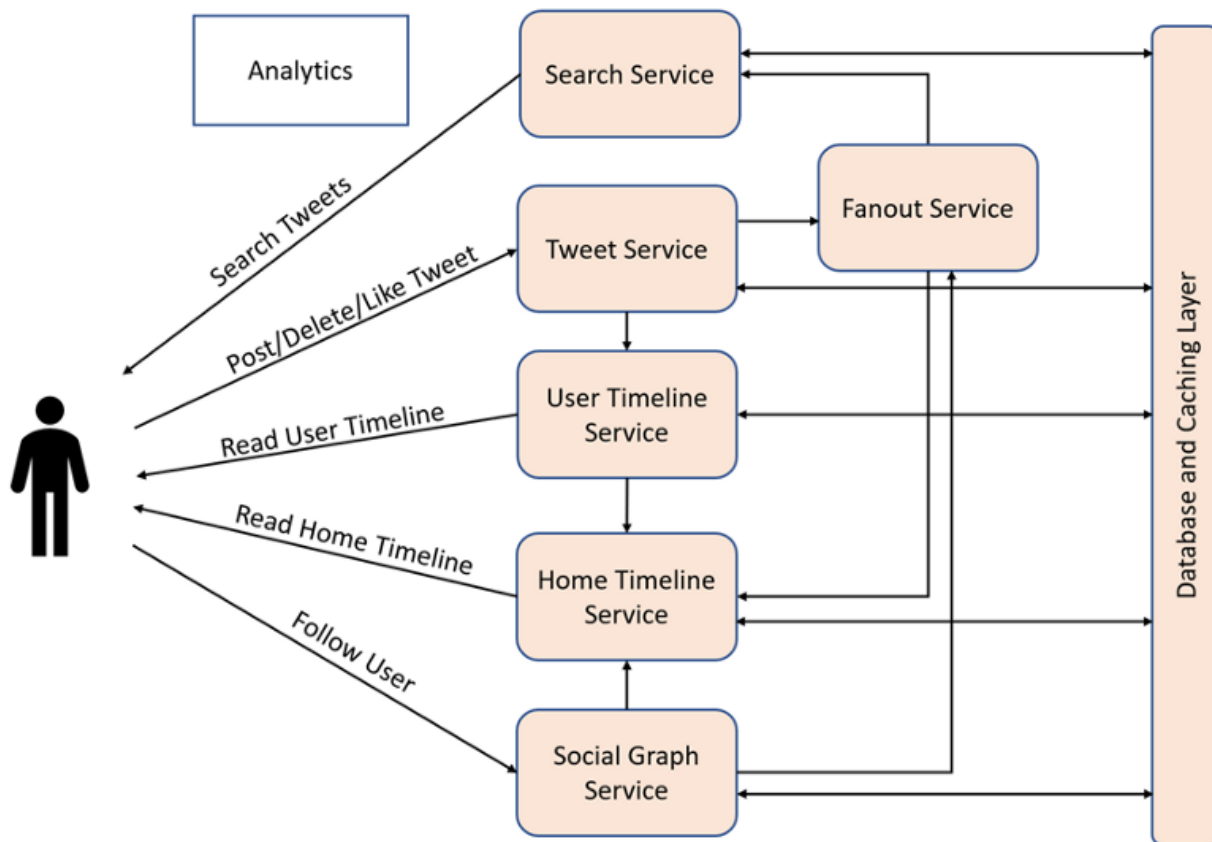 Analytics
Search Service
Fanout Service
Search Tweets
Tweet Service
Post/Delete/Like Tweet
User Timeline
Service
Read User Timeline
Read Home Timeline
Home Timeline
Service
Follow User
Social Graph
Service
Database and Caching Layer